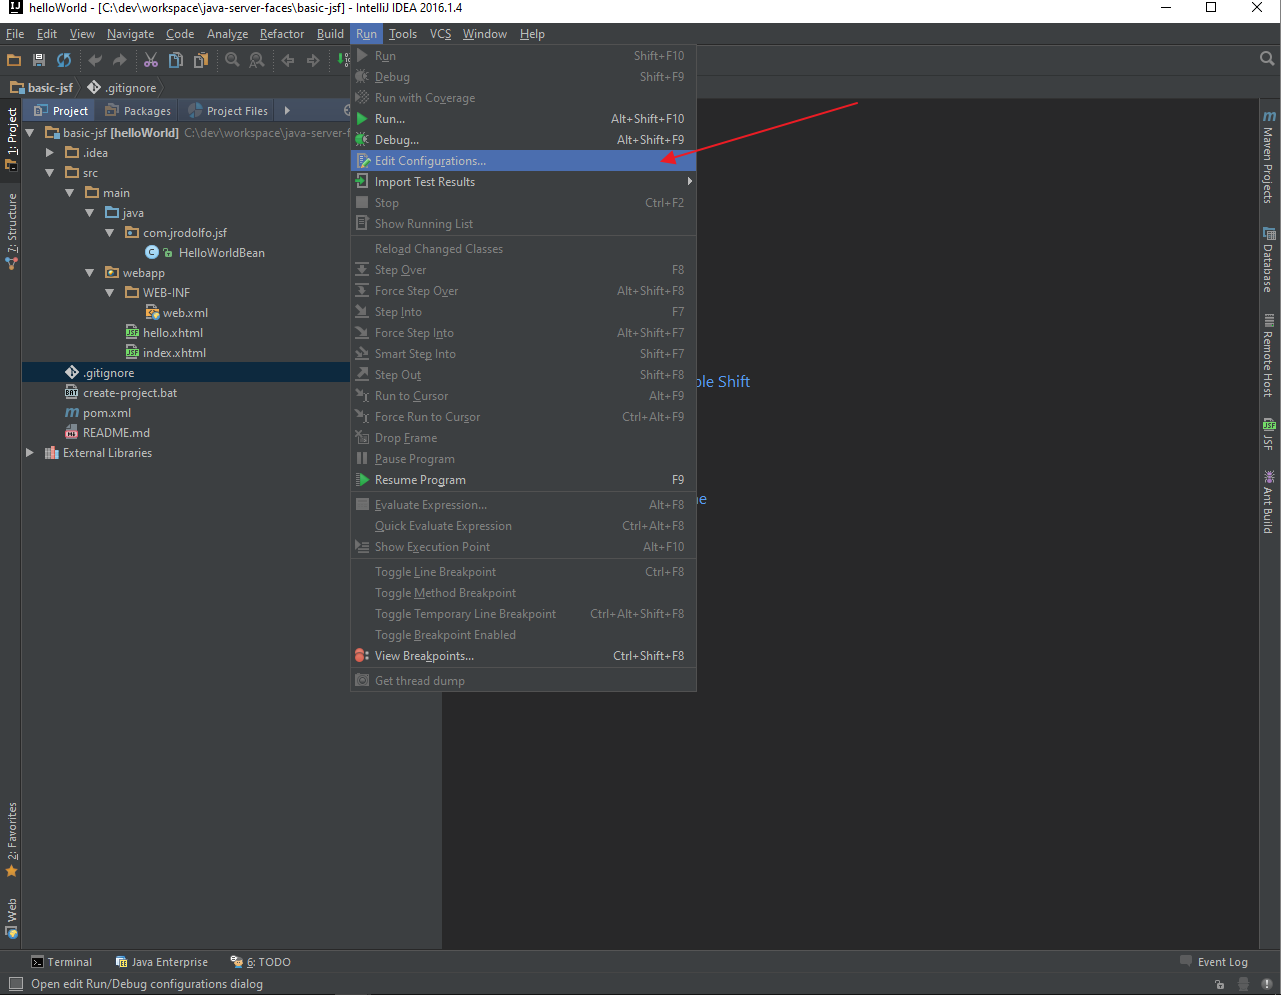 helloWorld - [C:\dev\workspace\java-server-faces\basic-jsf] - IntelliJ IDEA 2016.1.4
File Edit View Navigate Code Analyze Refactor Build Run Tools VCS Window Help
basic-jsf .gitignore
Project Packages Project Files
basic-jsf [helloWorld] C:\dev\workspace\java-server-f
.idea
src
main
java
com.jrodolfo.jsf
HelloWorldBean
webapp
WEB-INF
web.xml
hello.xhtml
index.xhtml
.gitignore
create-project.bat
pom.xml
README.md
External Libraries
Run Shift+F10
Debug Shift+F9
Run with Coverage
Run... Alt+Shift+F10
Debug... Alt+Shift+F9
Edit Configurations...
Import Test Results
Stop Ctrl+F2
Show Running List
Reload Changed Classes
Step Over F8
Force Step Over Alt+Shift+F8
Step Into F7
Force Step Into Alt+Shift+F7
Smart Step Into Shift+F7
Step Out Shift+F8
Run to Cursor Alt+F9
Force Run to Cursor Ctrl+Alt+F9
Drop Frame
Pause Program
Resume Program F9
Evaluate Expression... Alt+F8
Quick Evaluate Expression Ctrl+Alt+F8
Show Execution Point Alt+F10
Toggle Line Breakpoint Ctrl+F8
Toggle Method Breakpoint
Toggle Temporary Line Breakpoint Ctrl+Alt+Shift+F8
Toggle Breakpoint Enabled
View Breakpoints... Ctrl+Shift+F8
Get thread dump
ble Shift
ne
1: Project
7: Structure
2: Favorites
Web
Maven Projects
Database
Remote Host
JSF
Ant Build
Terminal Java Enterprise 6: TODO Event Log
Open edit Run/Debug configurations dialog